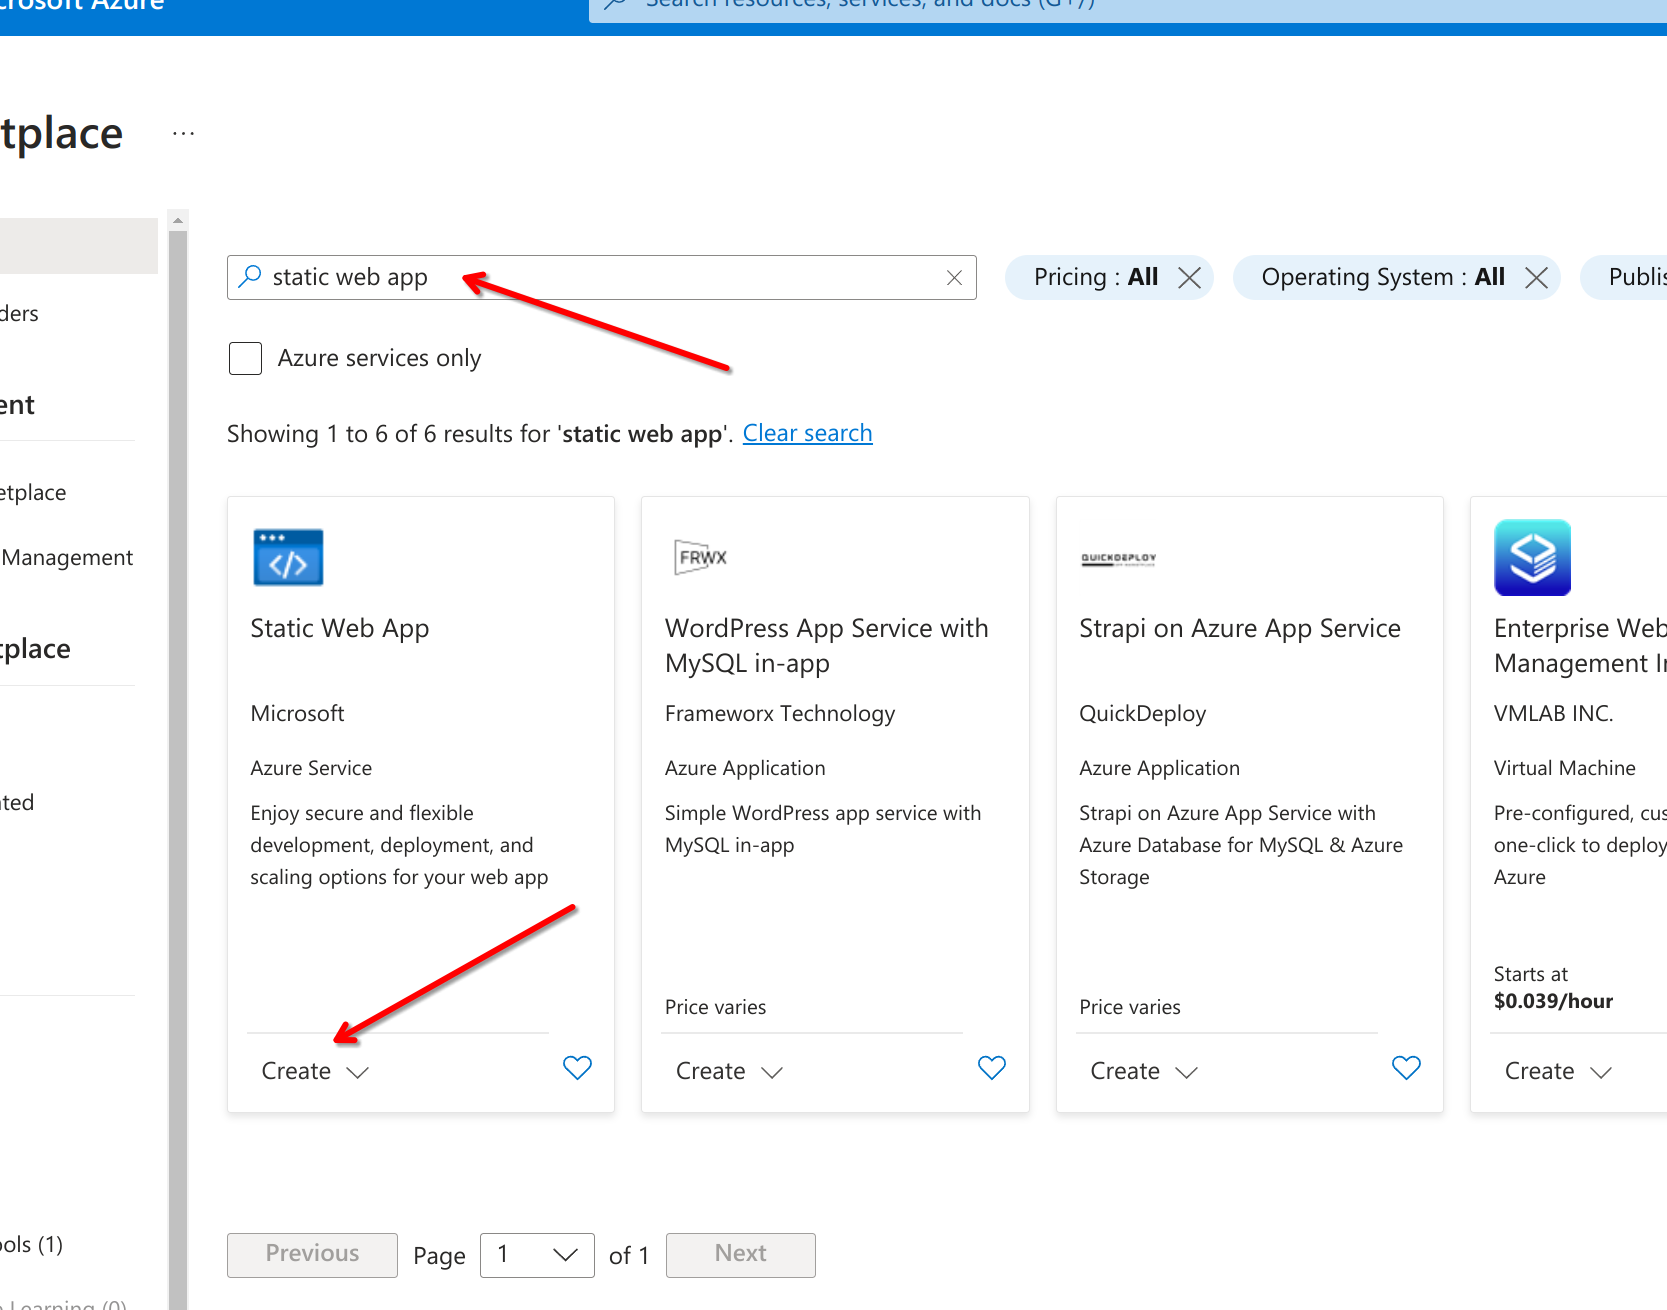 crosoft Azure
Search resources, services, and docs (G+/)
tplace ...
static web app
Pricing : All
Operating System : All
Publis
Azure services only
Showing 1 to 6 of 6 results for 'static web app'. Clear search
ders
ent
etplace
Management
tplace
ted
ols (1)
Learning (0)
Static Web App
Microsoft
Azure Service
Enjoy secure and flexible
development, deployment, and
scaling options for your web app
Create
FRWX
WordPress App Service with
MySQL in-app
Frameworx Technology
Azure Application
Simple WordPress app service with
MySQL in-app
Price varies
Create
QUICKDEPLOY
Strapi on Azure App Service
QuickDeploy
Azure Application
Strapi on Azure App Service with
Azure Database for MySQL & Azure
Storage
Price varies
Create
Enterprise Web
Management In
VMLAB INC.
Virtual Machine
Pre-configured, cus
one-click to deploy
Azure
Starts at
$0.039/hour
Create
Previous
Page 1 of 1
Next